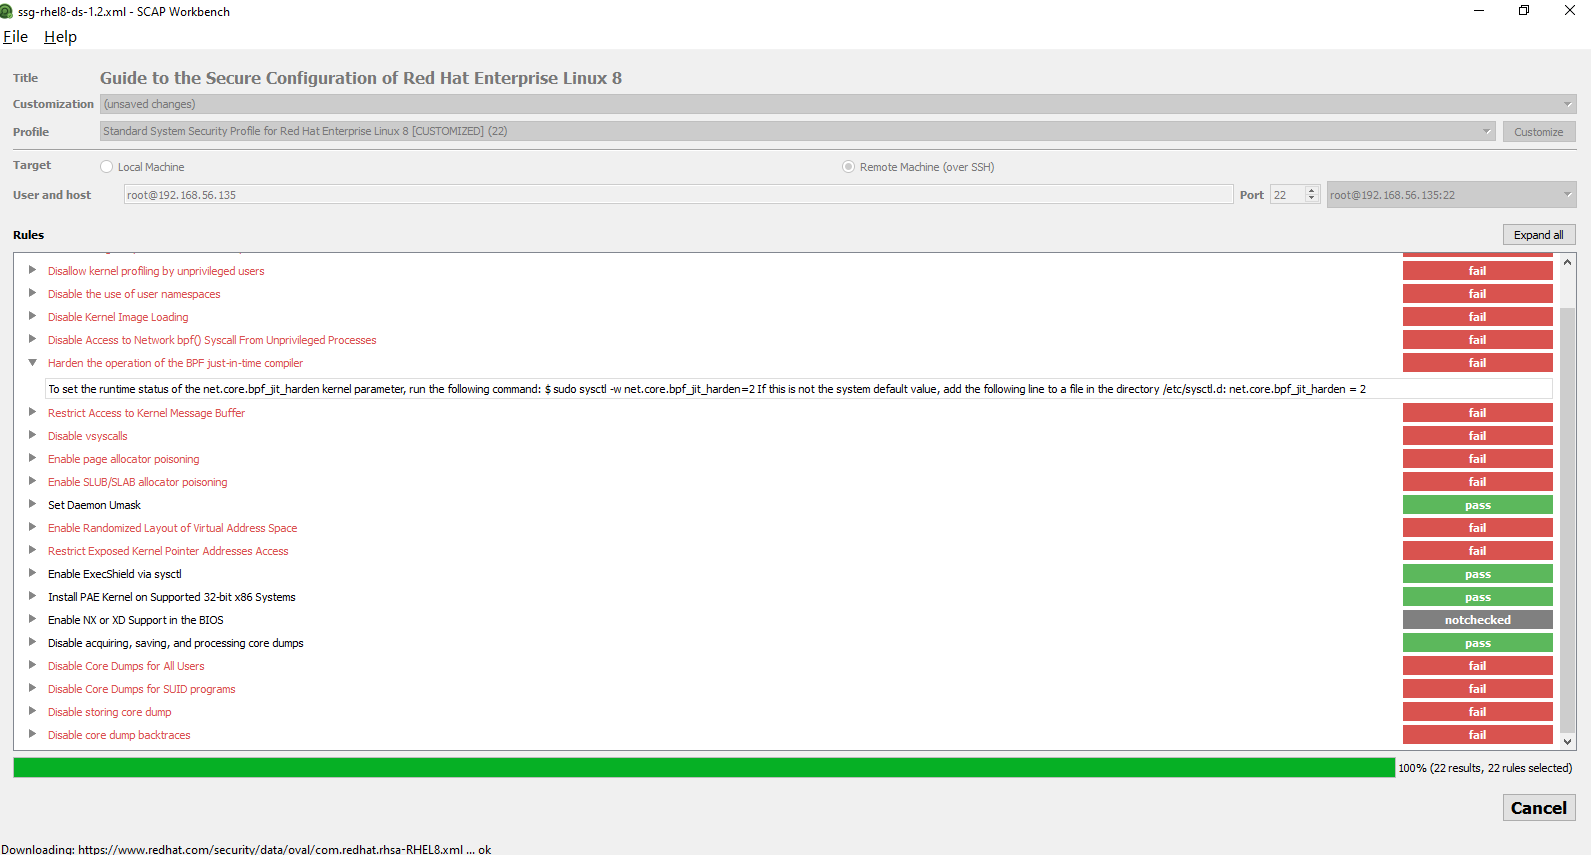 ssg-rhel8-ds-1.2.xml - SCAP Workbench
File Help
Title Guide to the Secure Configuration of Red Hat Enterprise Linux 8
Customization (unsaved changes)
Profile Standard System Security Profile for Red Hat Enterprise Linux 8 [CUSTOMIZED] (22) Customize
Target Local Machine Remote Machine (over SSH)
User and host root@192.168.56.135 Port 22 root@192.168.56.135:22
Rules Expand all
Disallow kernel profiling by unprivileged users fail
Disable the use of user namespaces fail
Disable Kernel Image Loading fail
Disable Access to Network bpf() Syscall From Unprivileged Processes fail
Harden the operation of the BPF just-in-time compiler fail
To set the runtime status of the net.core.bpf_jit_harden kernel parameter, run the following command: $ sudo sysctl -w net.core.bpf_jit_harden=2 If this is not the system default value, add the following line to a file in the directory /etc/sysctl.d: net.core.bpf_jit_harden = 2
Restrict Access to Kernel Message Buffer fail
Disable vsyscalls fail
Enable page allocator poisoning fail
Enable SLUB/SLAB allocator poisoning fail
Set Daemon Umask pass
Enable Randomized Layout of Virtual Address Space fail
Restrict Exposed Kernel Pointer Addresses Access fail
Enable ExecShield via sysctl pass
Install PAE Kernel on Supported 32-bit x86 Systems pass
Enable NX or XD Support in the BIOS notchecked
Disable acquiring, saving, and processing core dumps pass
Disable Core Dumps for All Users fail
Disable Core Dumps for SUID programs fail
Disable storing core dump fail
Disable core dump backtraces fail
100% (22 results, 22 rules selected)
Cancel
Downloading: https://www.redhat.com/security/data/oval/com.redhat.rhsa-RHEL8.xml ... ok